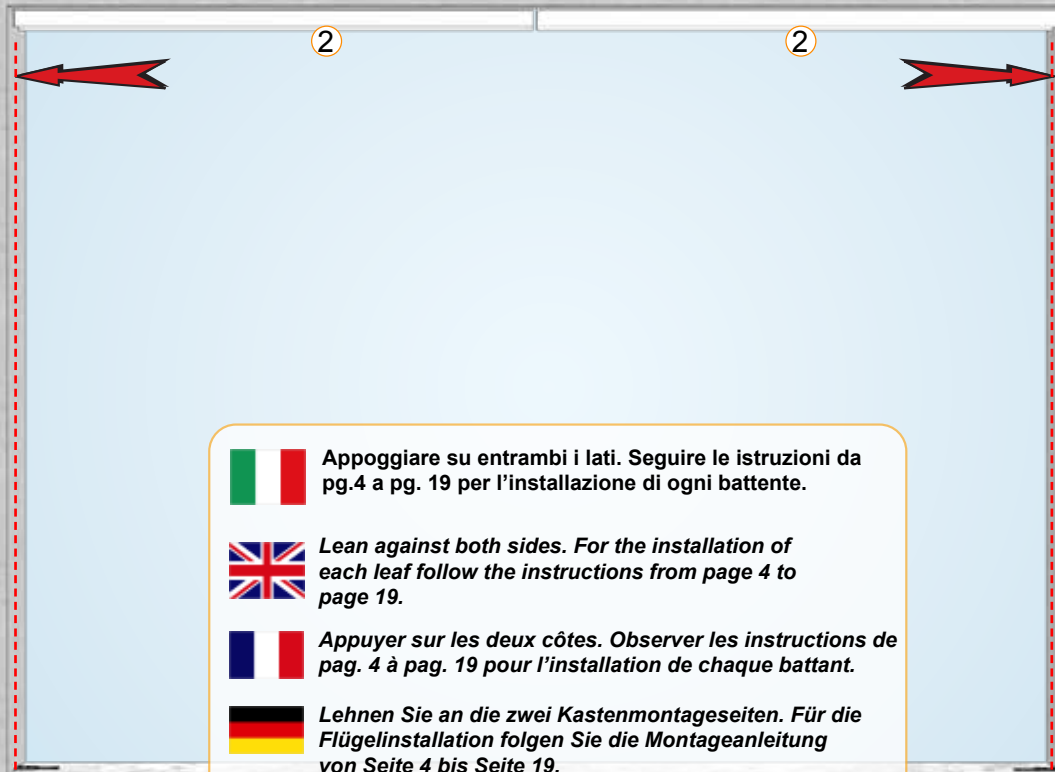 2 2
Appoggiare su entrambi i lati. Seguire le istruzioni da
pg.4 a pg. 19 per l’installazione di ogni battente.
Lean against both sides. For the installation of
each leaf follow the instructions from page 4 to
page 19.
Appuyer sur les deux côtes. Observer les instructions de
pag. 4 à pag. 19 pour l’installation de chaque battant.
Lehnen Sie an die zwei Kastenmontageseiten. Für die
Flügelinstallation folgen Sie die Montageanleitung
von Seite 4 bis Seite 19.